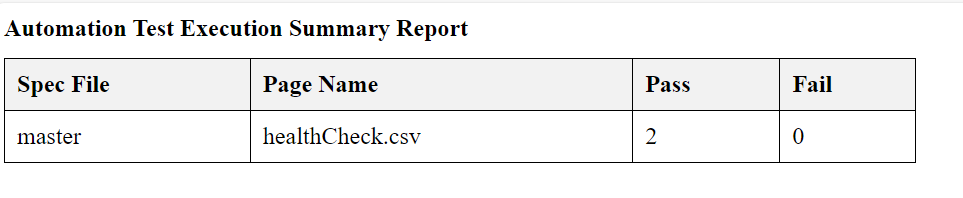 Automation Test Execution Summary Report
Spec File Page Name Pass Fail
master healthCheck.csv 2 0